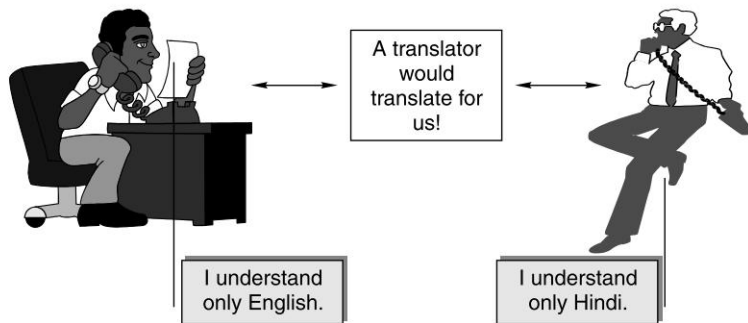 A translator
would
translate for
us!
I understand
only English.
I understand
only Hindi.